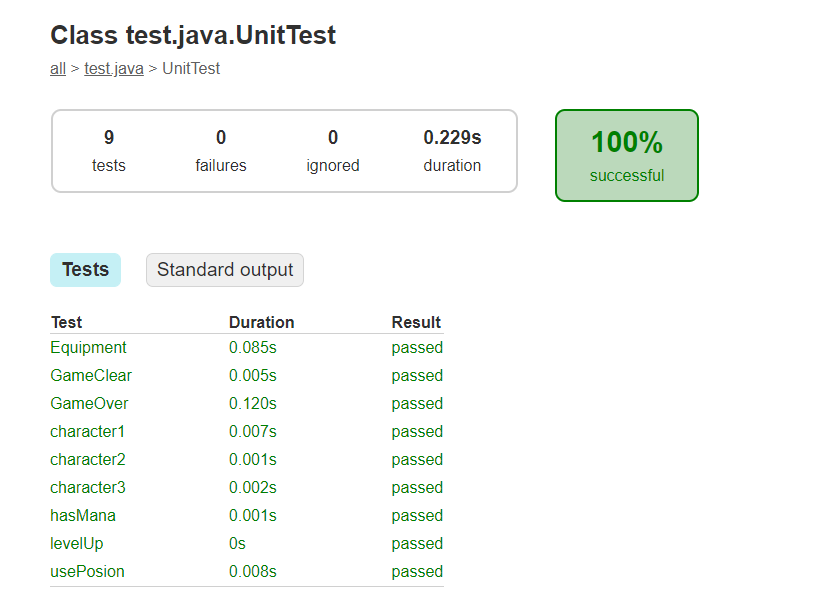 Class test.java.UnitTest
all > test.java > UnitTest
9 0 0 0.229s
tests failures ignored duration
100%
successful
Tests Standard output
Test Duration Result
Equipment 0.085s passed
GameClear 0.005s passed
GameOver 0.120s passed
character1 0.007s passed
character2 0.001s passed
character3 0.002s passed
hasMana 0.001s passed
levelUp 0s passed
usePosion 0.008s passed